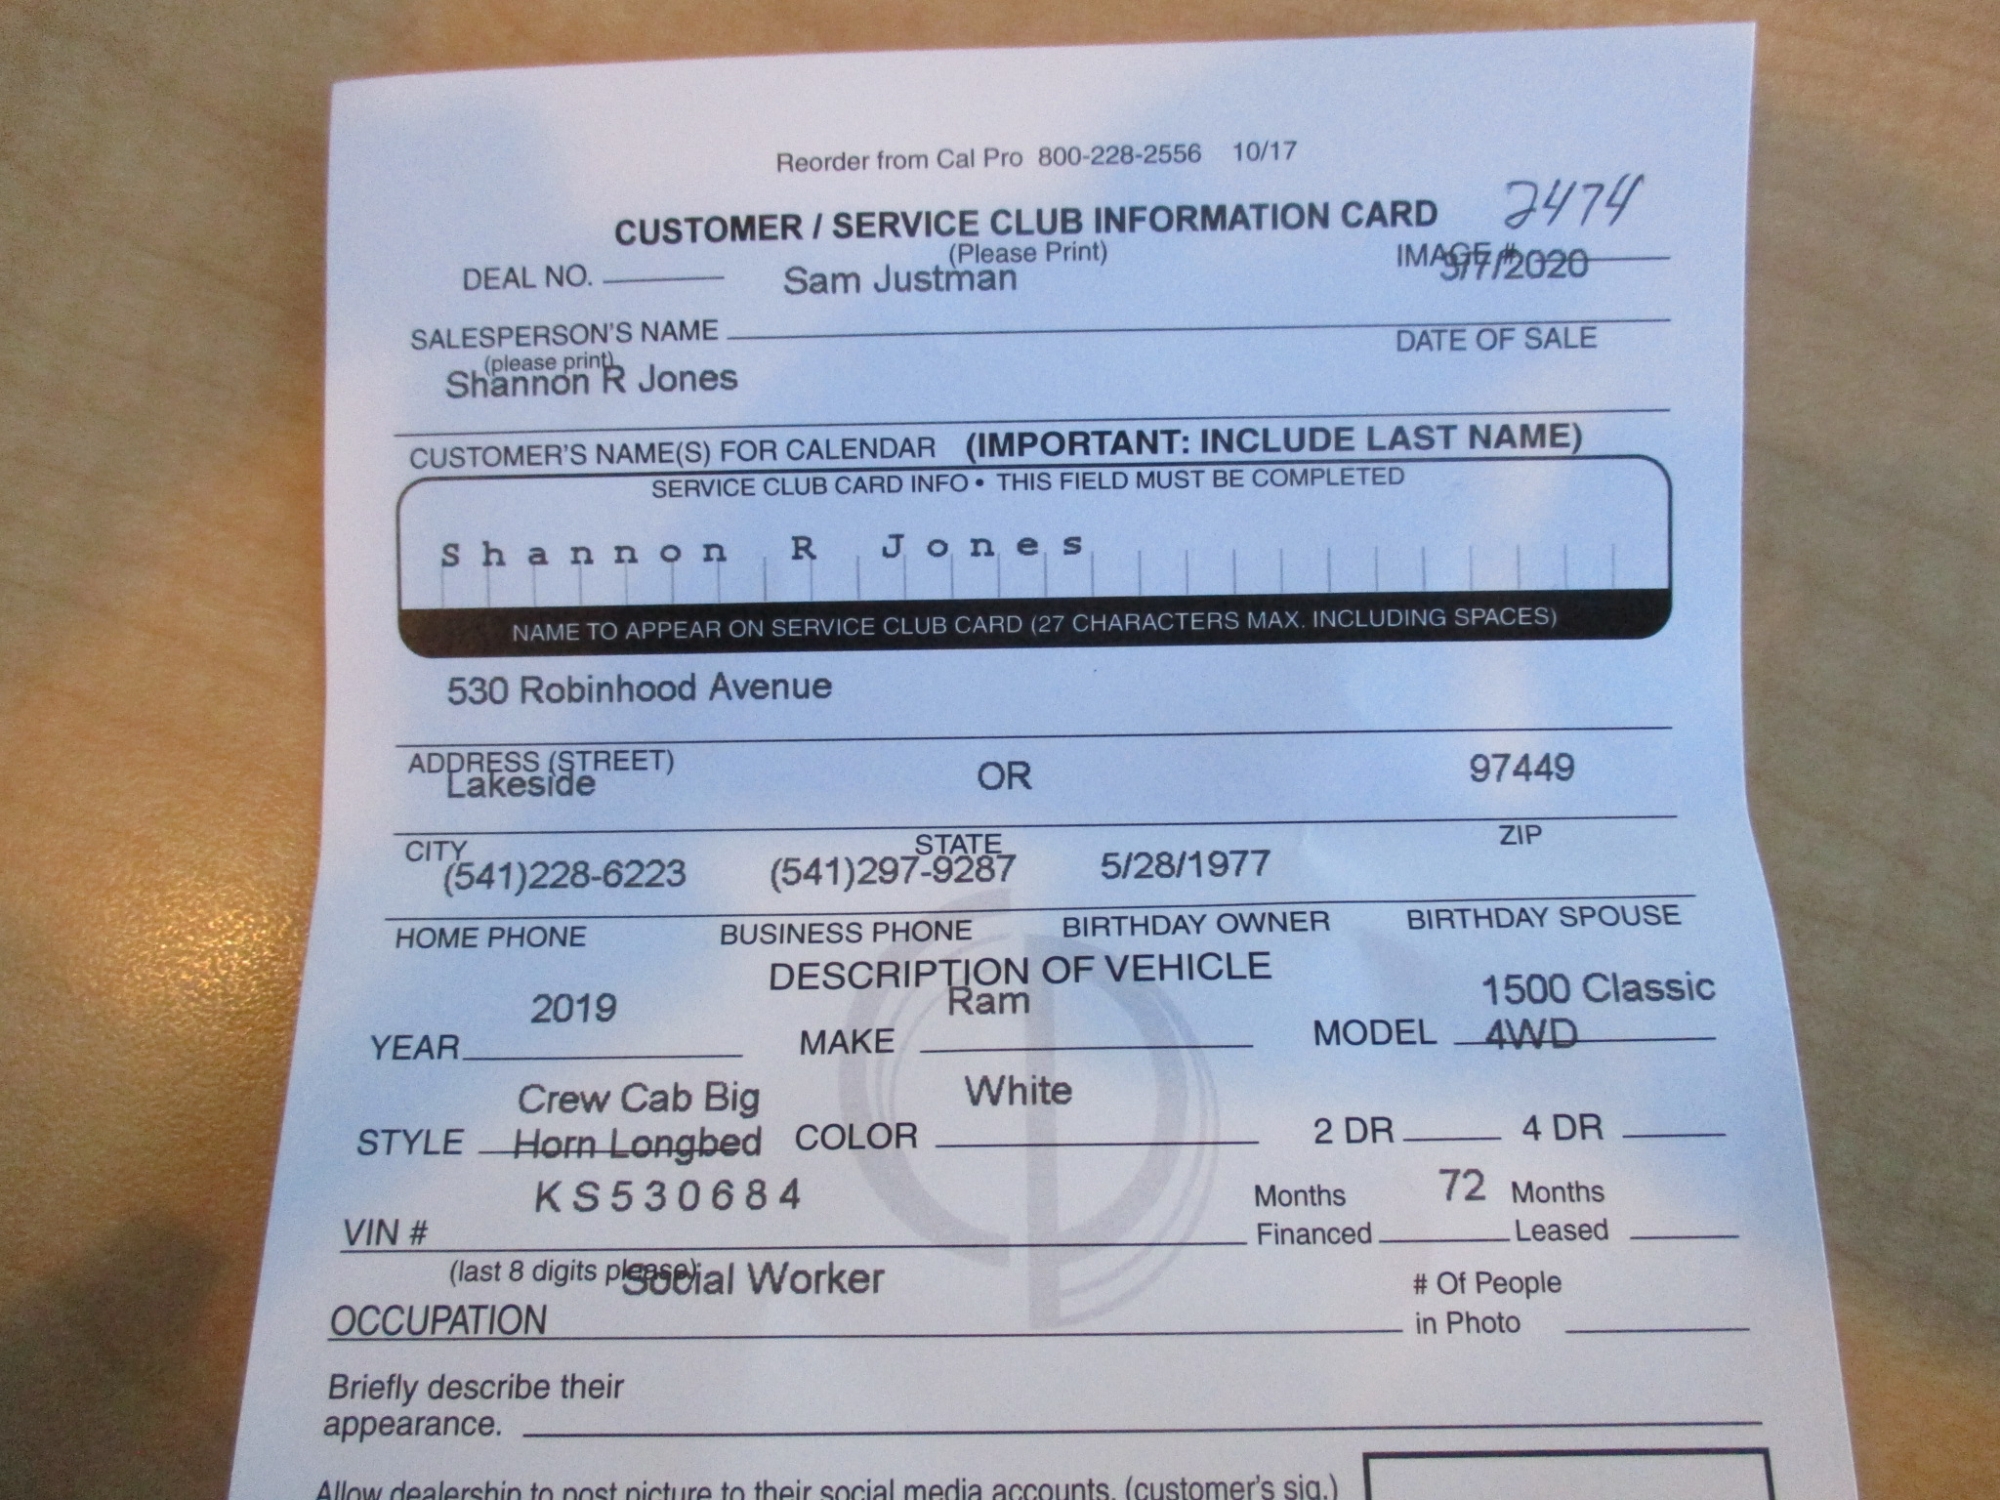 Reorder from Cal Pro 800-228-2556 10/17
2474
CUSTOMER / SERVICE CLUB INFORMATION CARD
(Please Print)
DEAL NO. Sam Justman IMAGE # /7/2020
SALESPERSON'S NAME DATE OF SALE
(please print)
Shannon R Jones
CUSTOMER'S NAME(S) FOR CALENDAR (IMPORTANT: INCLUDE LAST NAME)
SERVICE CLUB CARD INFO • THIS FIELD MUST BE COMPLETED
Shannon R Jones
NAME TO APPEAR ON SERVICE CLUB CARD (27 CHARACTERS MAX. INCLUDING SPACES)
530 Robinhood Avenue
ADDRESS (STREET)
Lakeside OR 97449
CITY STATE ZIP
(541)228-6223 (541)297-9287 5/28/1977
HOME PHONE BUSINESS PHONE BIRTHDAY OWNER BIRTHDAY SPOUSE
DESCRIPTION OF VEHICLE
2019 Ram 1500 Classic
YEAR MAKE MODEL 4WD
Crew Cab Big White
STYLE Horn Longbed COLOR 2 DR 4 DR
KS530684 Months 72 Months
VIN # Financed Leased
(last 8 digits please) Social Worker # Of People
OCCUPATION in Photo
Briefly describe their
appearance.
Allow dealership to post picture to their social media accounts. (customer's sig.)